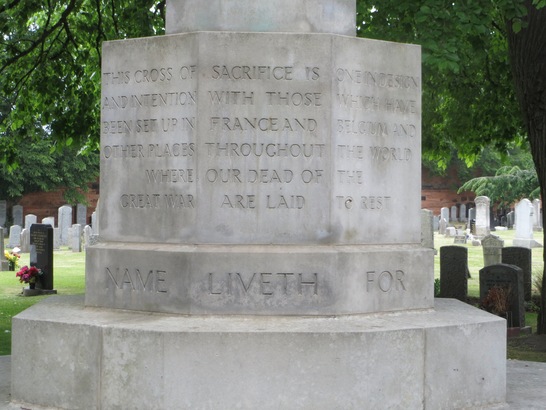 THIS CROSS OF SACRIFICE IS ONE IN DESIGN
AND INTENTION WITH THOSE WHICH HAVE
BEEN SET UP IN FRANCE AND BELGIUM AND
OTHER PLACES THROUGHOUT THE WORLD
WHERE OUR DEAD OF THE
GREAT WAR ARE LAID TO REST
NAME LIVETH FOR